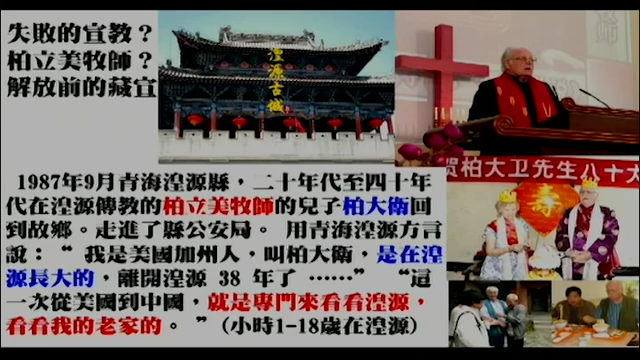 失敗的宣教？
柏立美牧師？
解放前的藏宣
湟源古城
贺柏大卫先生八十大
1987年9月青海湟源縣，二十年代至四十年
代在湟源傳教的柏立美牧師的兒子柏大衛回
到故鄉。走進了縣公安局。 用青海湟源方言
說：“ 我是美國加州人，叫柏大衛，是在湟
源長大的，離開湟源 38 年了 ……” “這
一次從美國到中國，就是專門來看看湟源，
看看我的老家的。 ”(小時1-18歲在湟源)